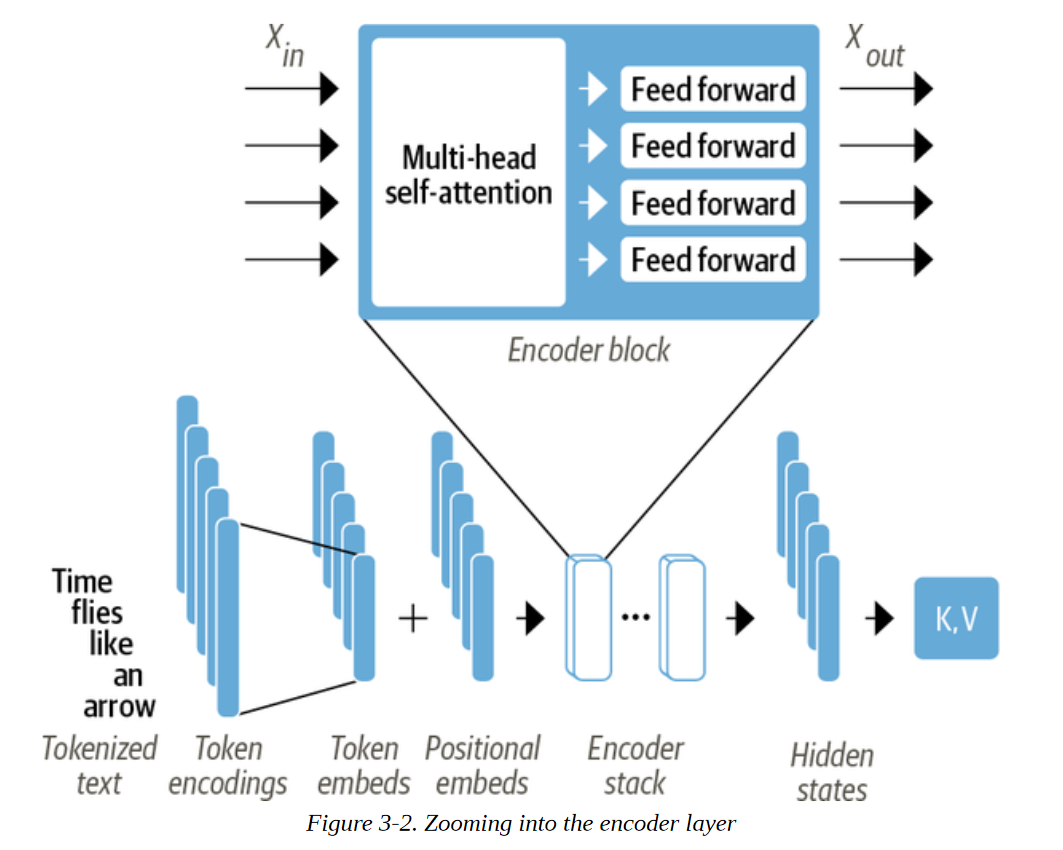 X in
X out
Multi-head
self-attention
Feed forward
Feed forward
Feed forward
Feed forward
Encoder block
Time
flies
like
an
arrow
K,V
Tokenized
text
Token
encodings
Token
embeds
Positional
embeds
Encoder
stack
Hidden
states
+
...
Figure 3-2. Zooming into the encoder layer